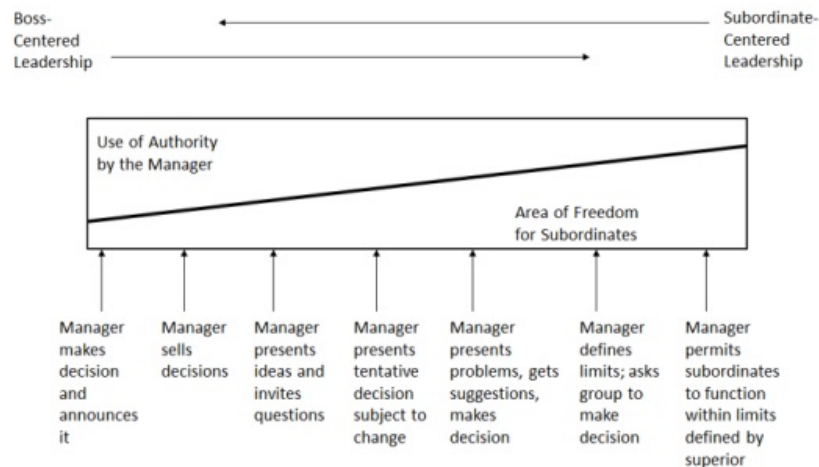 Boss-
Centered
Leadership
Subordinate-
Centered
Leadership
Use of Authority
by the Manager
Area of Freedom
for Subordinates
Manager
makes
decision
and
announces
it
Manager
sells
decisions
Manager
presents
ideas and
invites
questions
Manager
presents
tentative
decision
subject to
change
Manager
presents
problems, gets
suggestions,
makes
decision
Manager
defines
limits; asks
group to
make
decision
Manager
permits
subordinates
to function
within limits
defined by
superior